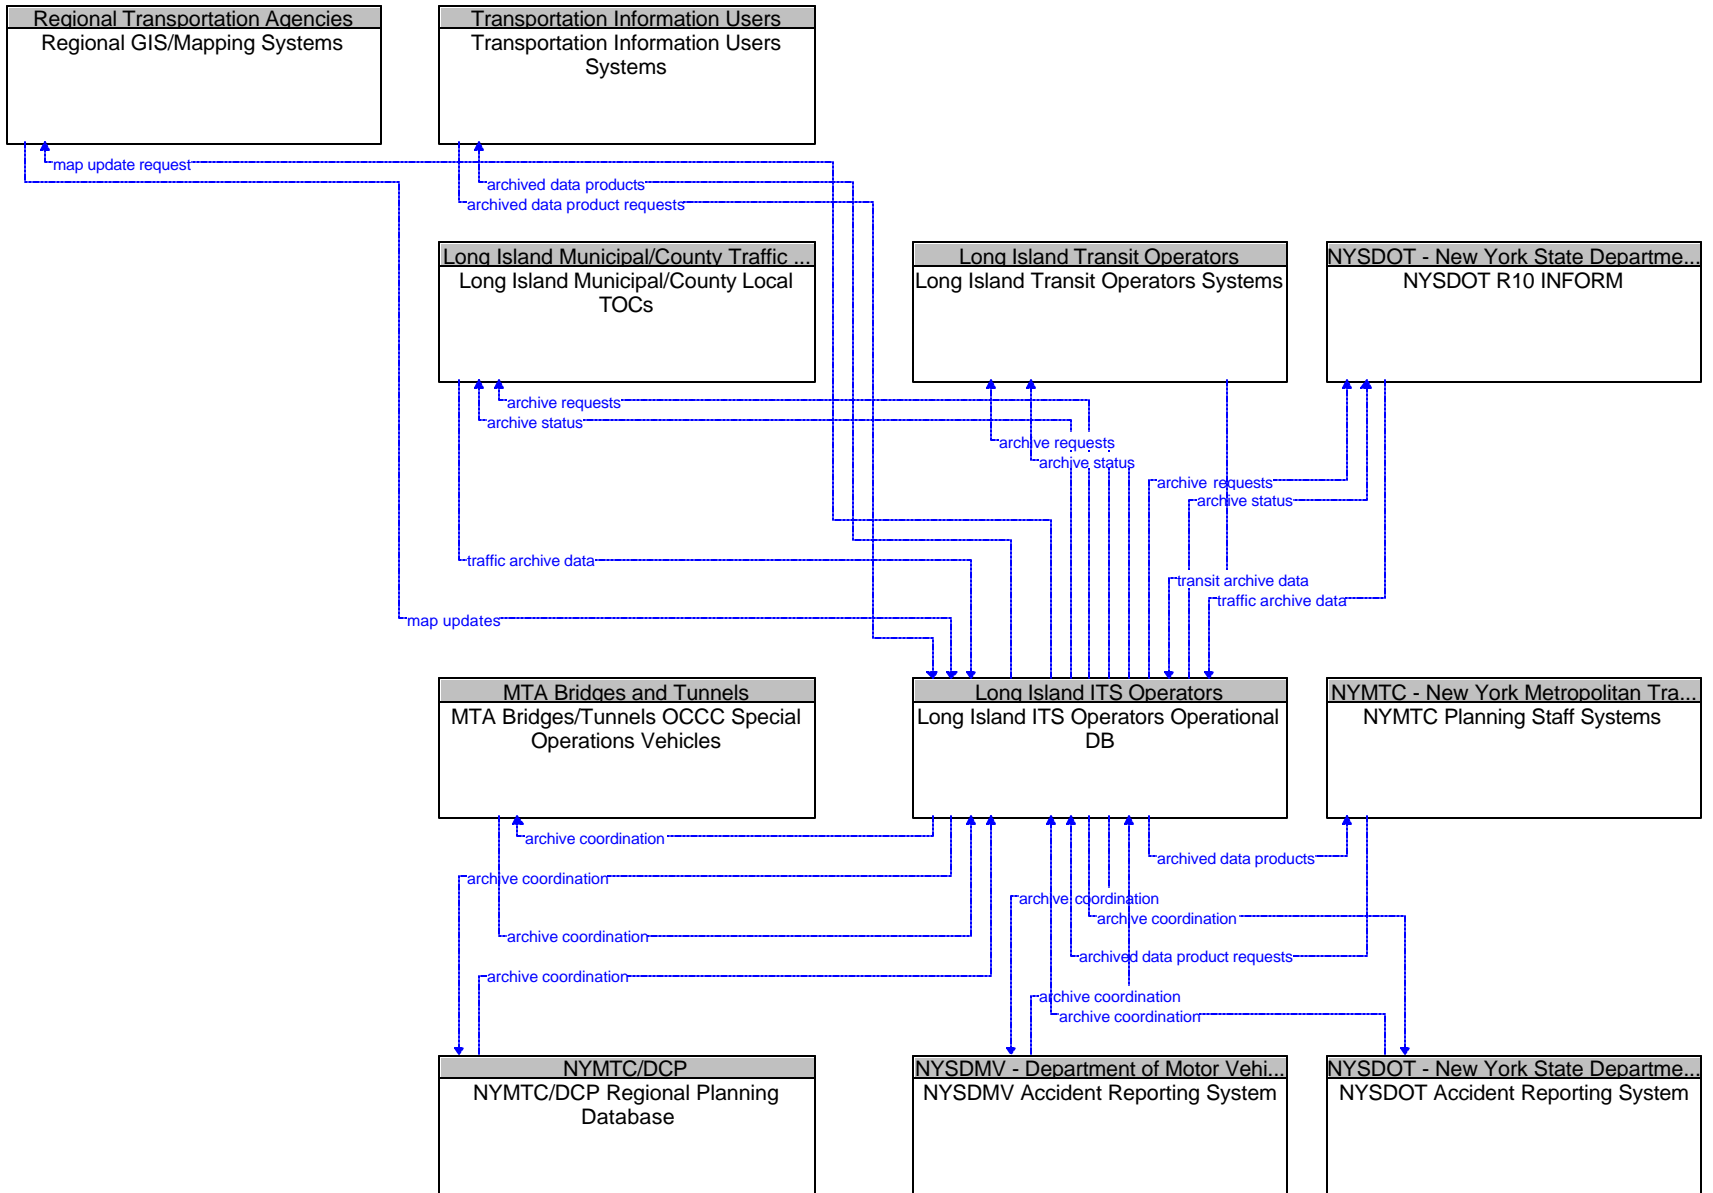 Regional Transportation Agencies
Regional GIS/Mapping Systems
Transportation Information Users
Transportation Information Users
Systems
map update request
archived data products
archived data product requests
Long Island Municipal/County Traffic ...
Long Island Municipal/County Local
TOCs
Long Island Transit Operators
Long Island Transit Operators Systems
NYSDOT - New York State Departme...
NYSDOT R10 INFORM
archive requests
archive status
archive requests
archive status
archive requests
archive status
traffic archive data
transit archive data
traffic archive data
map updates
MTA Bridges and Tunnels
MTA Bridges/Tunnels OCCC Special
Operations Vehicles
Long Island ITS Operators
Long Island ITS Operators Operational
DB
NYMTC - New York Metropolitan Tra...
NYMTC Planning Staff Systems
archive coordination
archived data products
archive coordination
archive coordination
archive coordination
archive coordination
archived data product requests
archive coordination
archive coordination
archive coordination
NYMTC/DCP
NYMTC/DCP Regional Planning
Database
NYSDMV - Department of Motor Vehi...
NYSDMV Accident Reporting System
NYSDOT - New York State Departme...
NYSDOT Accident Reporting System